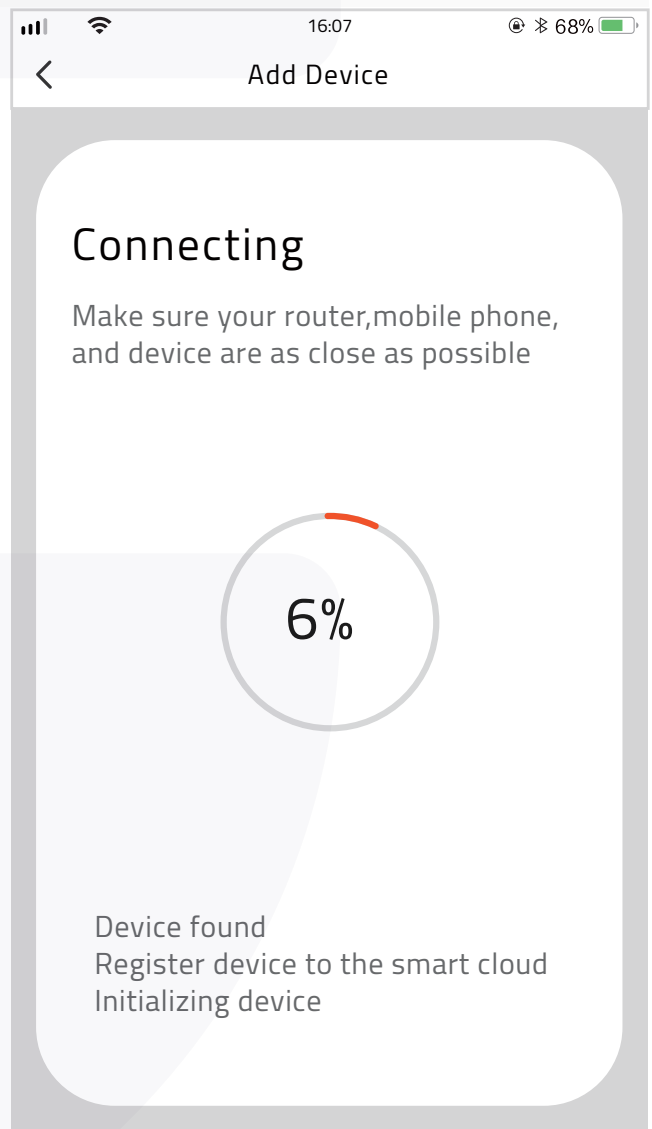 16:07
68%
Add Device
Connecting
Make sure your router,mobile phone,
and device are as close as possible
6%
Device found
Register device to the smart cloud
Initializing device